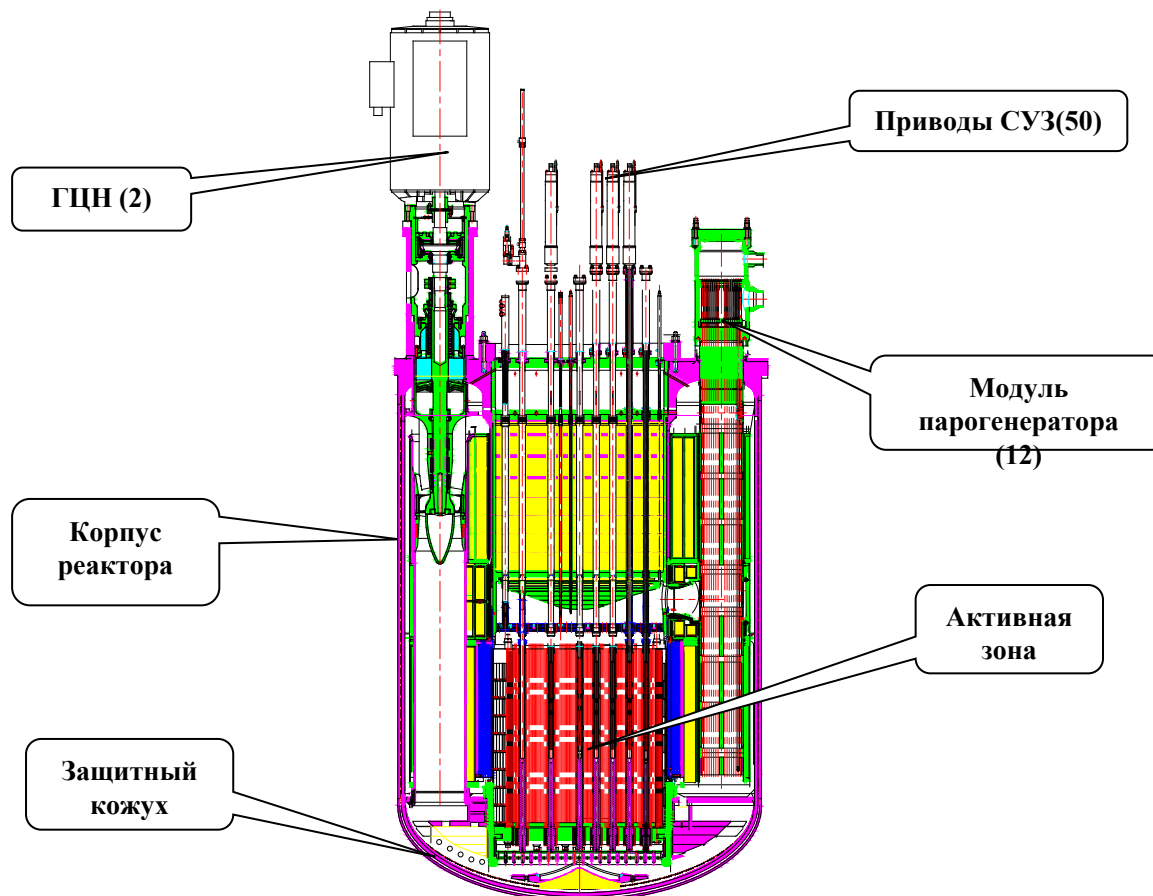 Приводы СУЗ(50)
ГЦН (2)
Модуль
парогенератора
(12)
Корпус
реактора
Активная
зона
Защитный
кожух